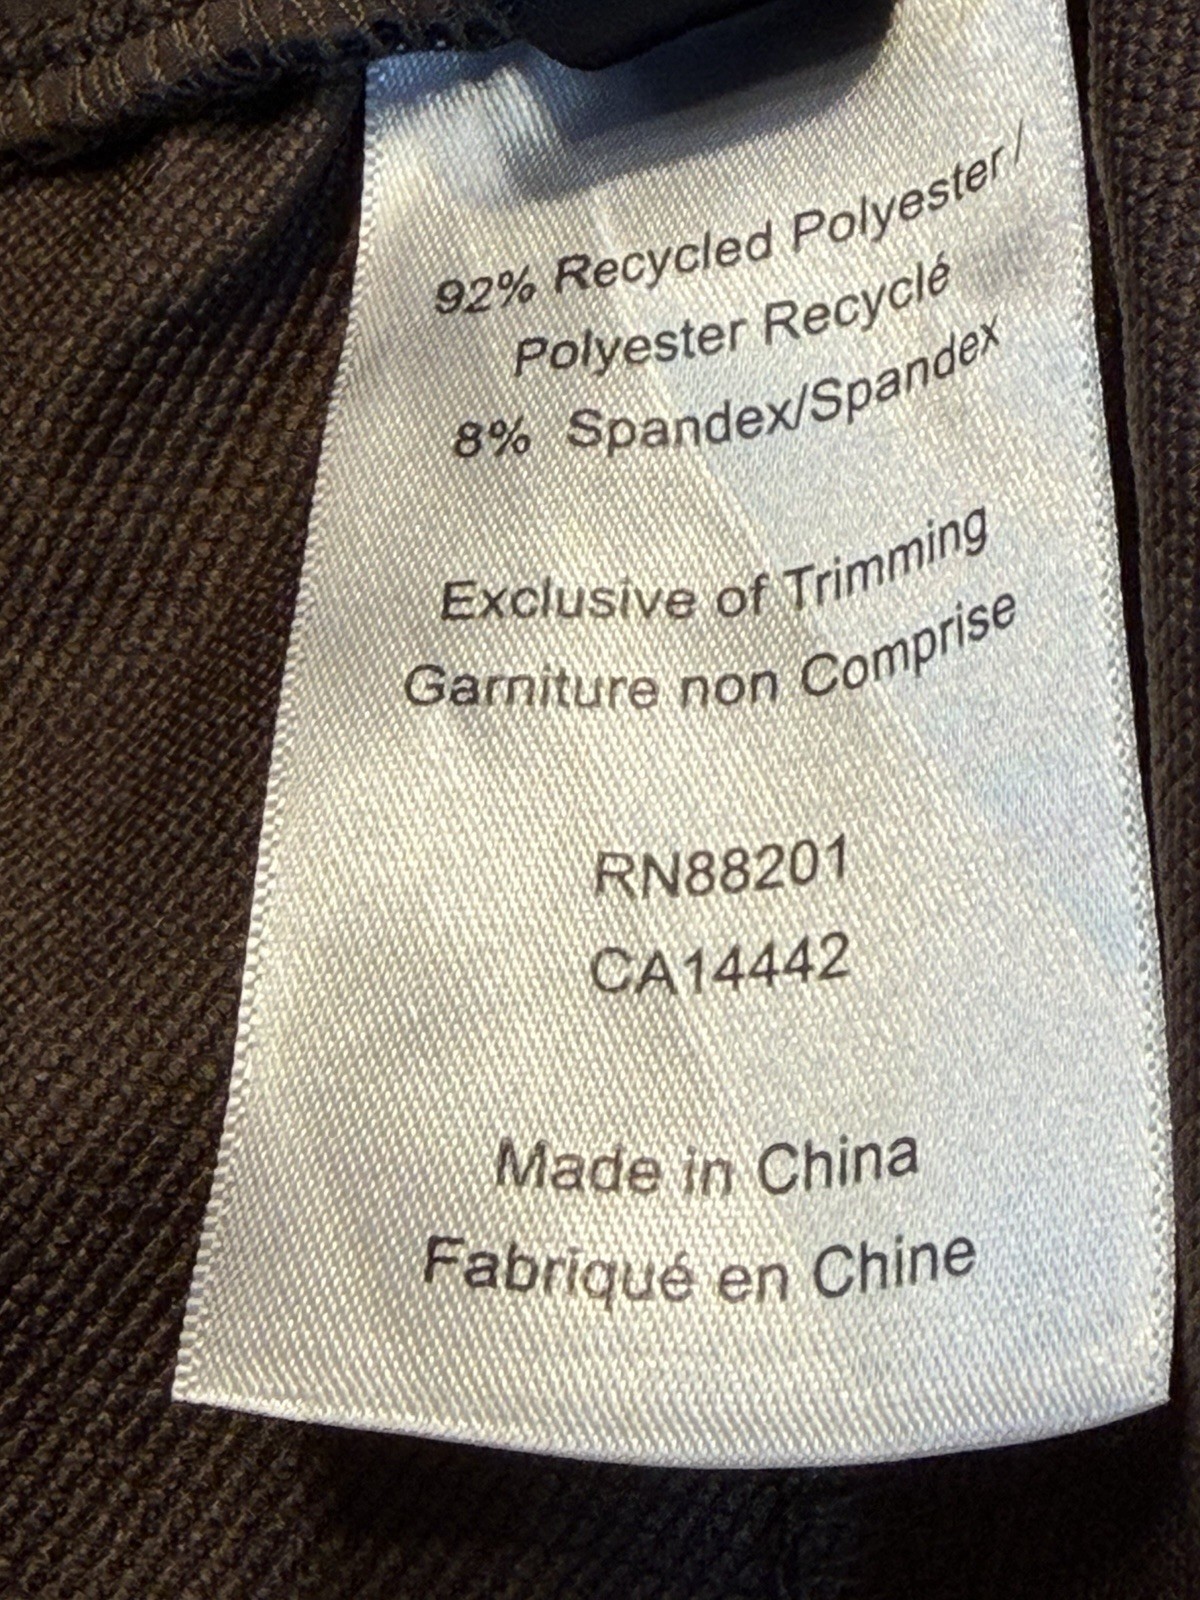 92% Recycled Polyester /
Polyester Recyclé
8% Spandex/Spandex
Exclusive of Trimming
Garniture non Comprise
RN88201
CA14442
Made in China
Fabriqué en Chine